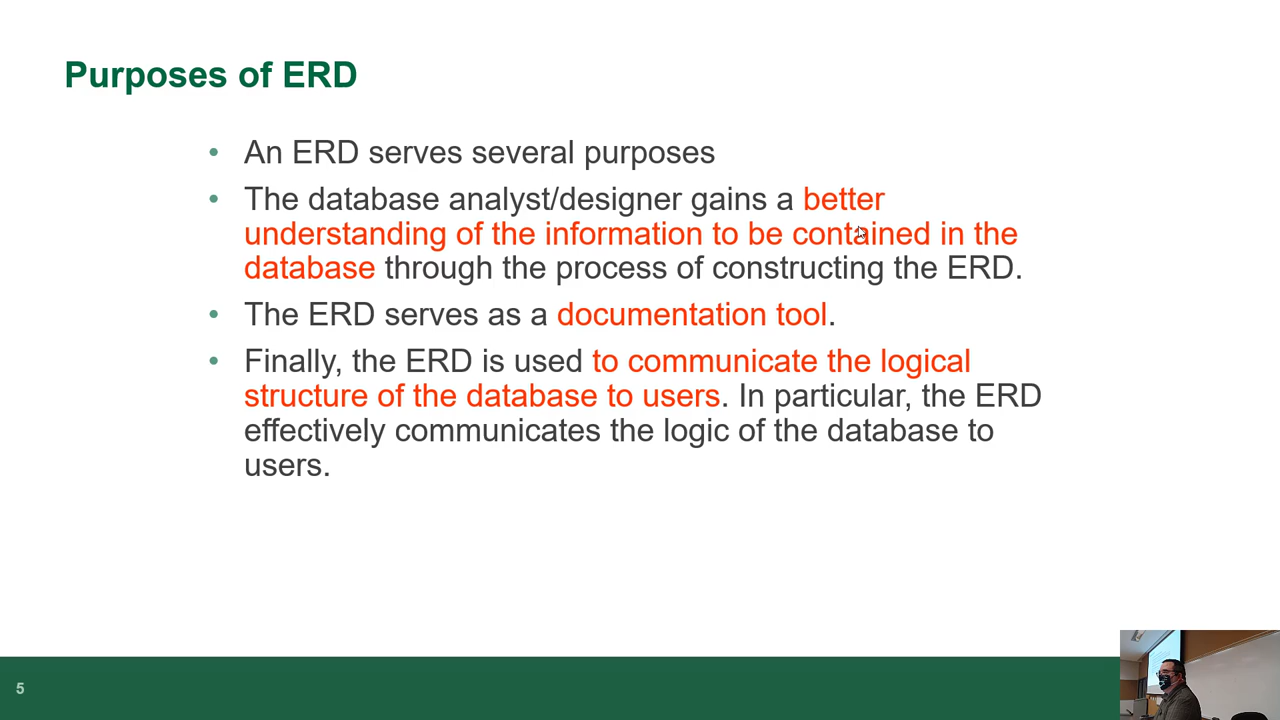 Purposes of ERD
• An ERD serves several purposes
• The database analyst/designer gains a better
understanding of the information to be contained in the
database through the process of constructing the ERD.
• The ERD serves as a documentation tool.
• Finally, the ERD is used to communicate the logical
structure of the database to users. In particular, the ERD
effectively communicates the logic of the database to
users.
5